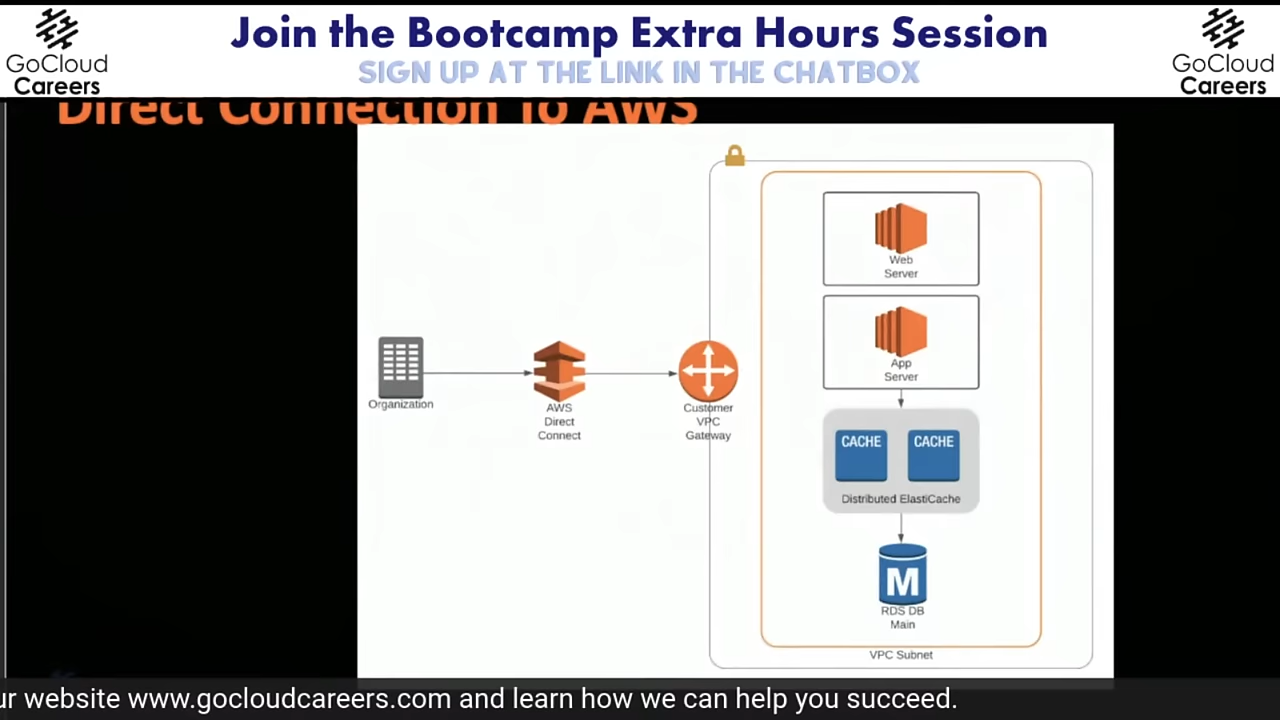 Join the Bootcamp Extra Hours Session
SIGN UP AT THE LINK IN THE CHATBOX
GoCloud
Careers
GoCloud
Careers
Direct Connection To AWS
Web
Server
App
Server
Organization
AWS
Direct
Connect
Customer
VPC
Gateway
CACHE
CACHE
Distributed ElastiCache
M
RDS DB
Main
VPC Subnet
ur website www.gocloudcareers.com and learn how we can help you succeed.